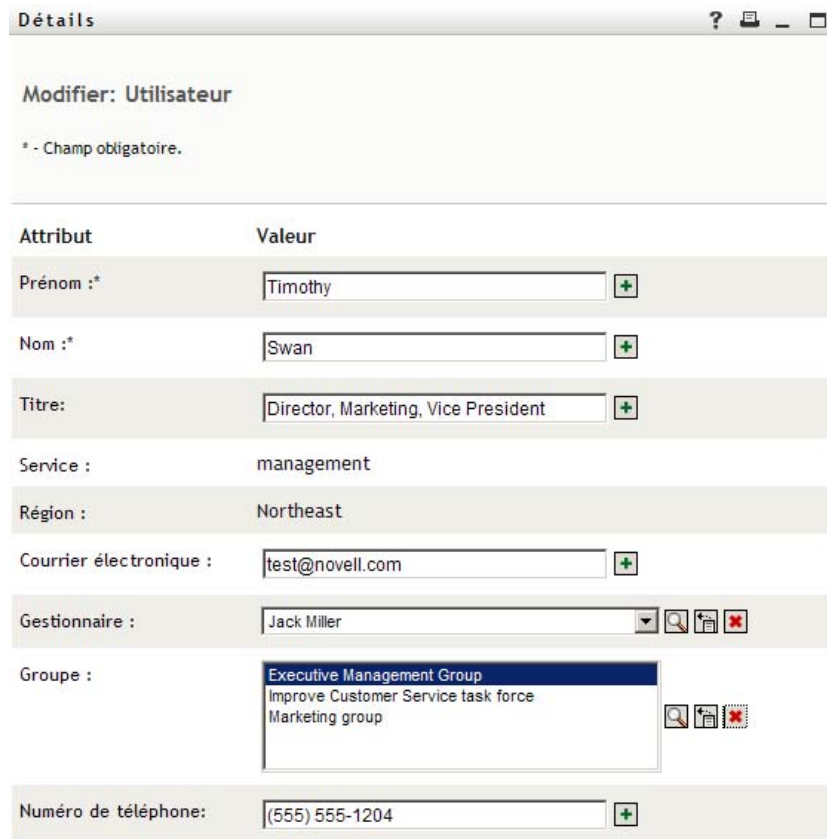 Détails
Modifier: Utilisateur
* - Champ obligatoire.
Attribut Valeur
Prénom :* Timothy
Nom :* Swan
Titre: Director, Marketing, Vice President
Service : management
Région : Northeast
Courrier électronique : test@novell.com
Gestionnaire : Jack Miller
Groupe : Executive Management Group
Improve Customer Service task force
Marketing group
Numéro de téléphone: (555) 555-1204